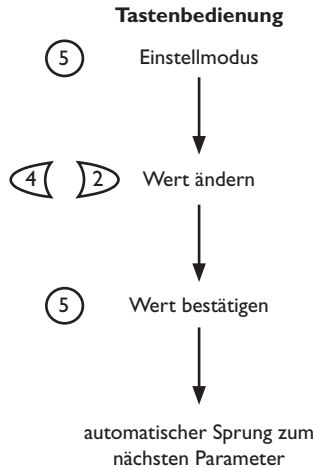 Tastenbedienung
5 Einstellmodus
4 2 Wert ändern
5 Wert bestätigen
automatischer Sprung zum
nächsten Parameter